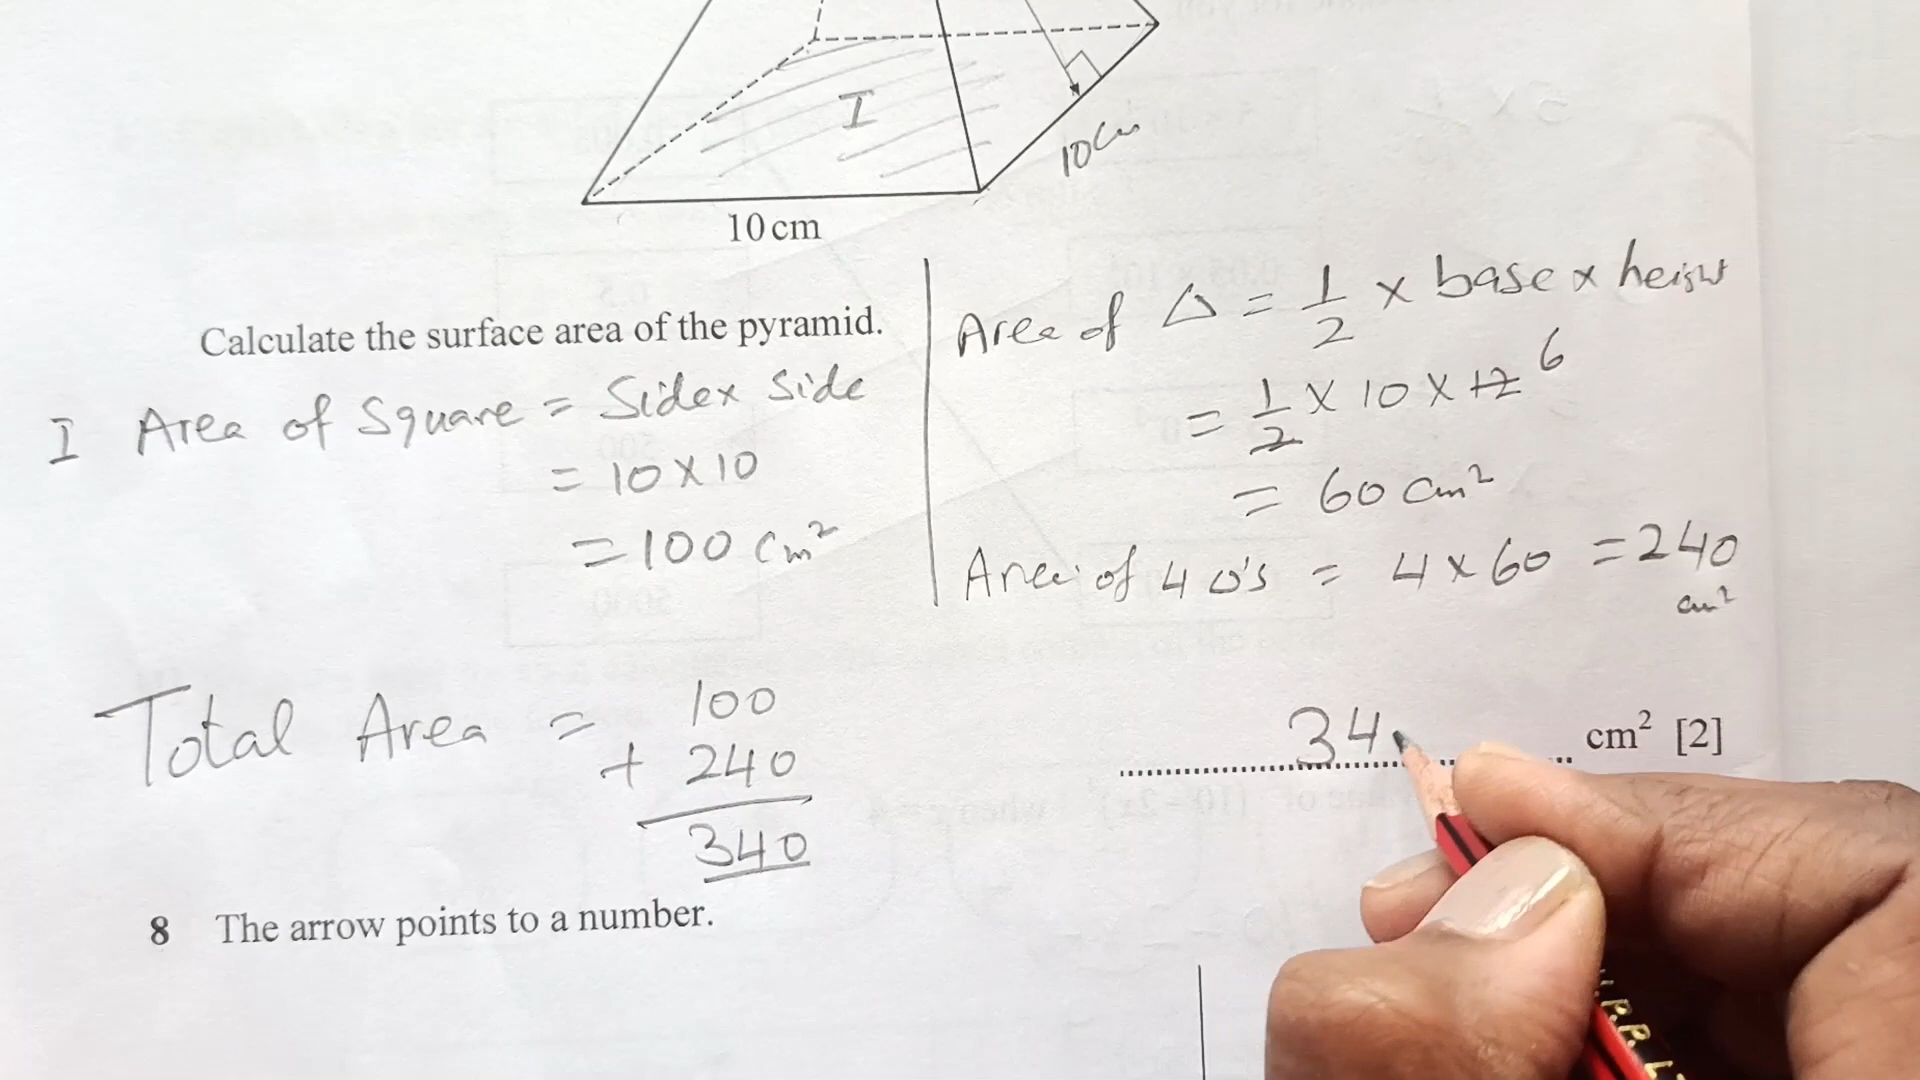 I
10cm
10 cm
Calculate the surface area of the pyramid.
I Area of Square = Side x Side
= 10 x 10
= 100 cm²
Area of Δ = 1/2 x base x height
= 1/2 x 10 x 12 6
= 60 cm²
Area of 4 Δ's = 4 x 60 = 240
cm²
Total Area = 100
+ 240
340
34
cm² [2]
8 The arrow points to a number.